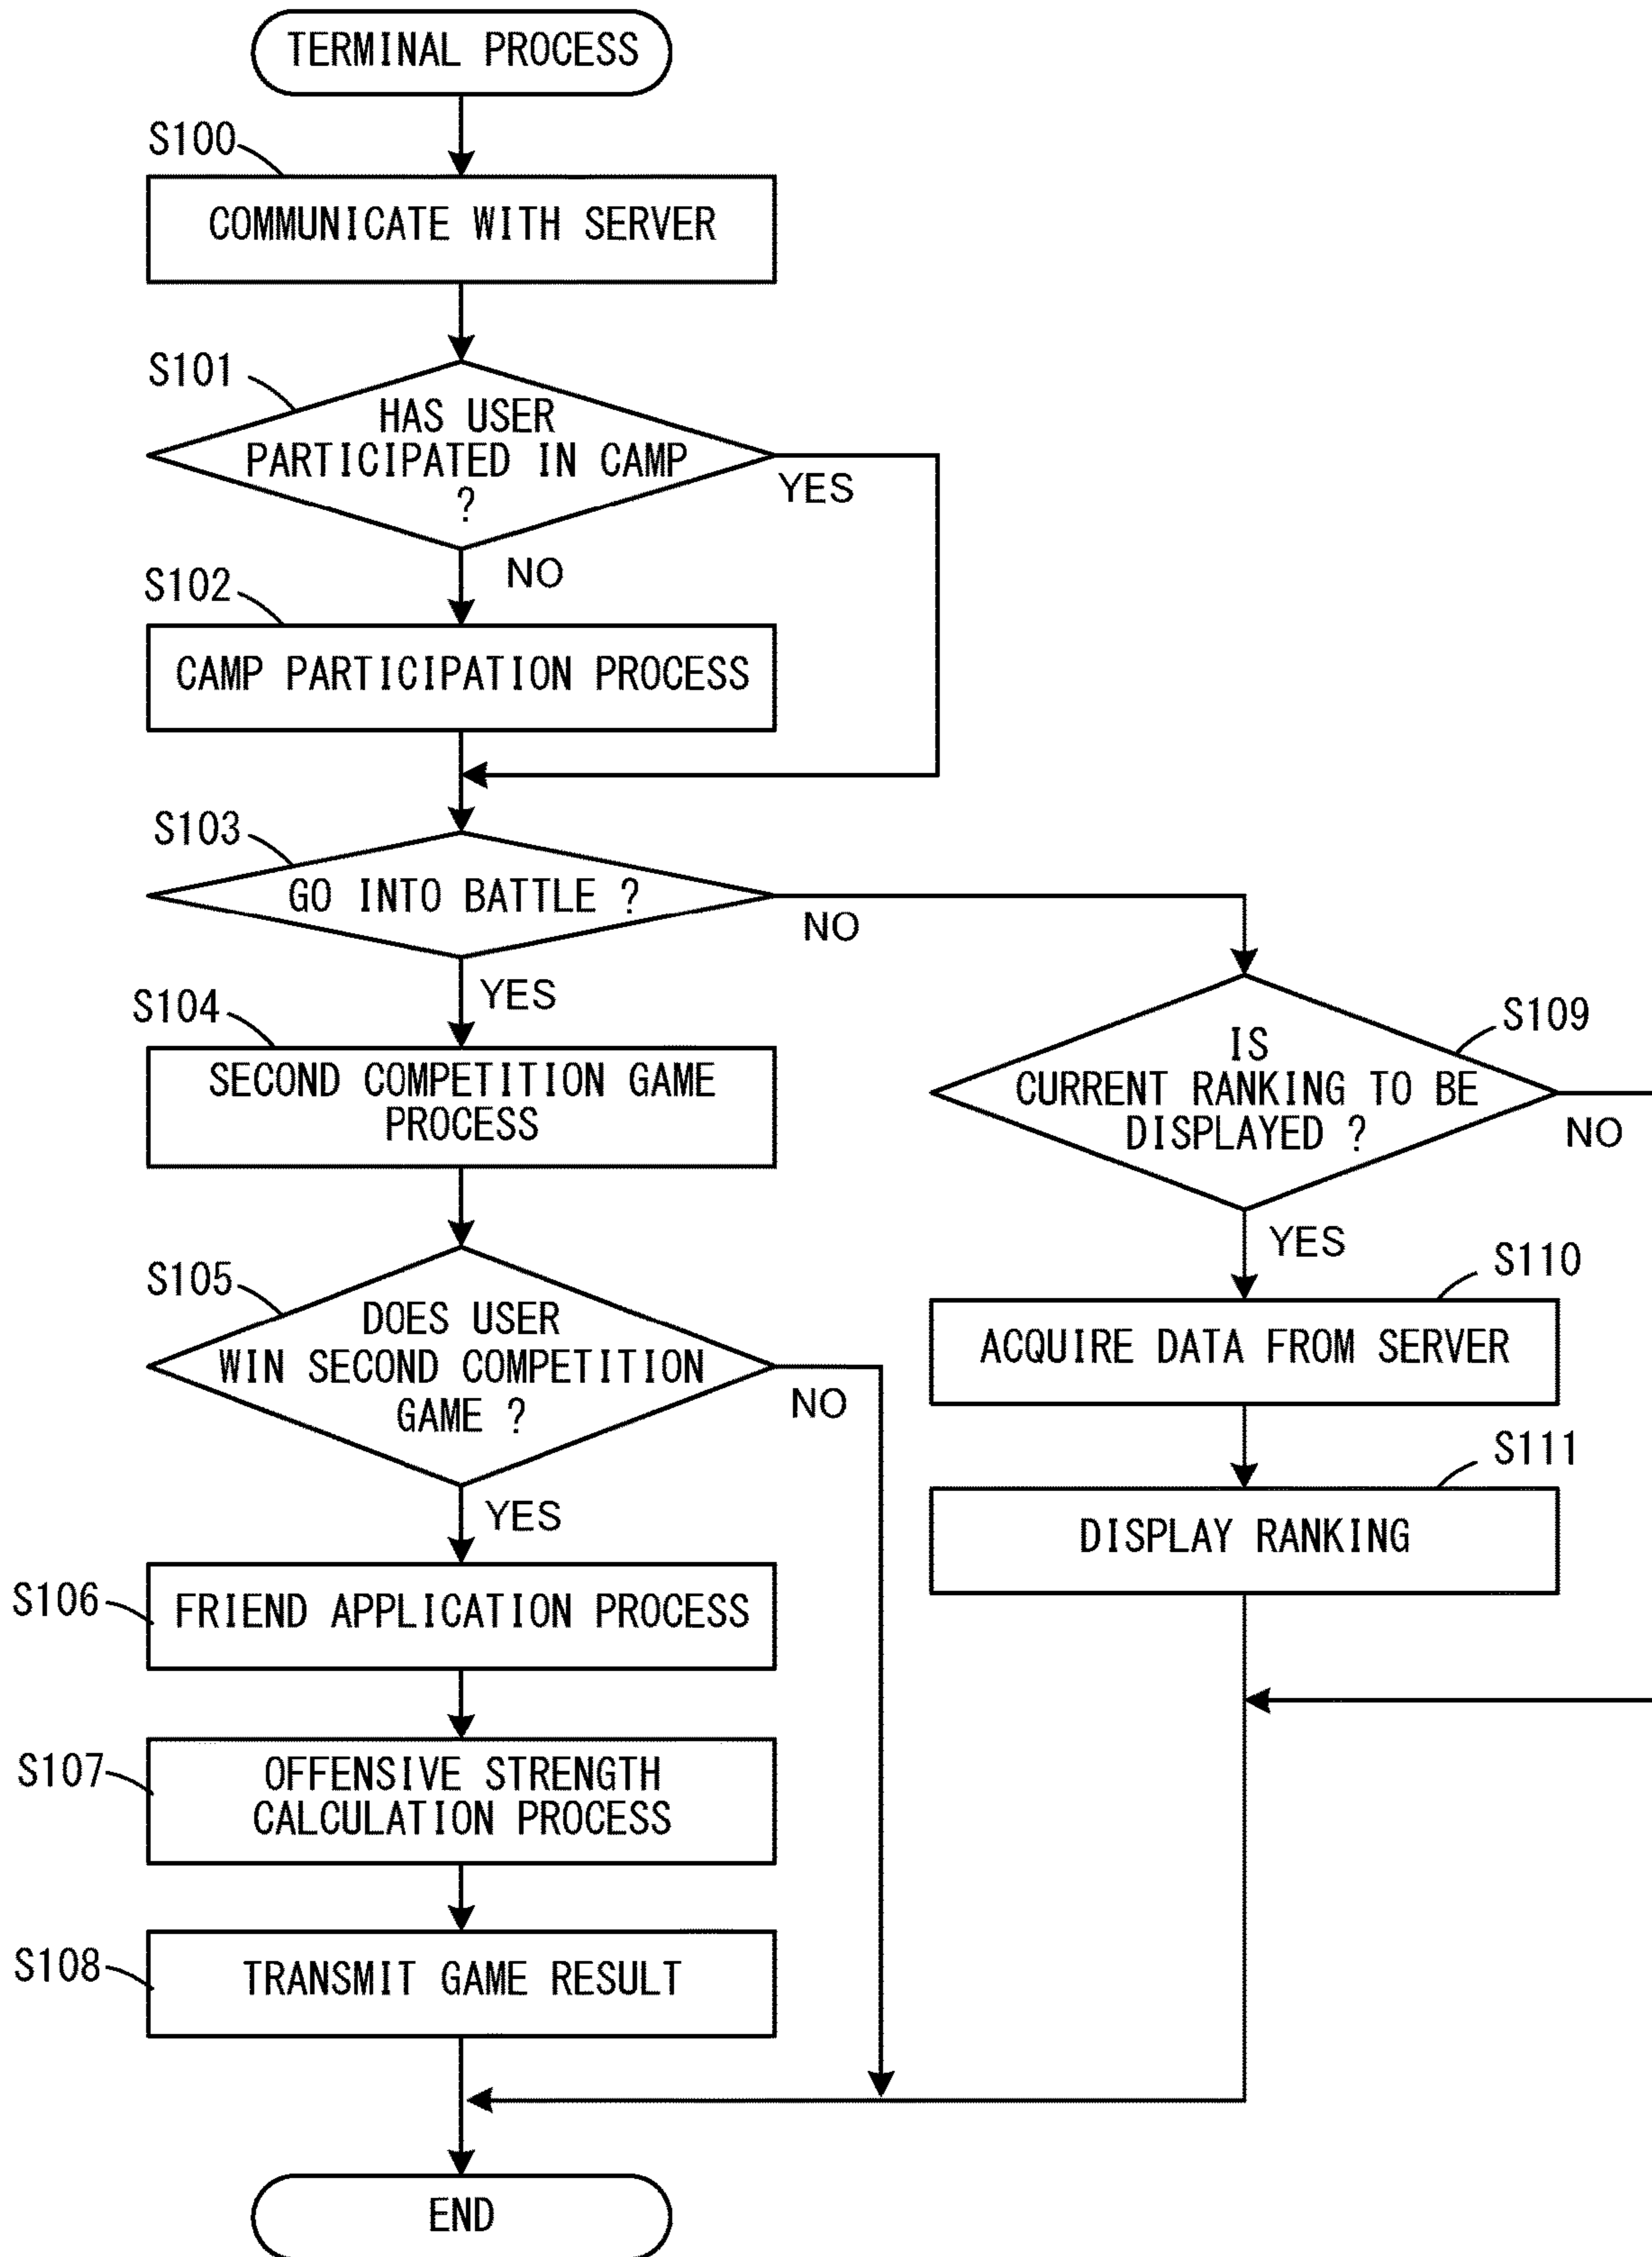 TERMINAL PROCESS
S100
COMMUNICATE WITH SERVER
S101
HAS USER
PARTICIPATED IN CAMP
?
YES
NO
S102
CAMP PARTICIPATION PROCESS
S103
GO INTO BATTLE ?
NO
YES
S104
SECOND COMPETITION GAME
PROCESS
S105
DOES USER
WIN SECOND COMPETITION
GAME ?
NO
YES
S106
FRIEND APPLICATION PROCESS
S107
OFFENSIVE STRENGTH
CALCULATION PROCESS
S108
TRANSMIT GAME RESULT
S109
IS
CURRENT RANKING TO BE
DISPLAYED ?
NO
YES
S110
ACQUIRE DATA FROM SERVER
S111
DISPLAY RANKING
END